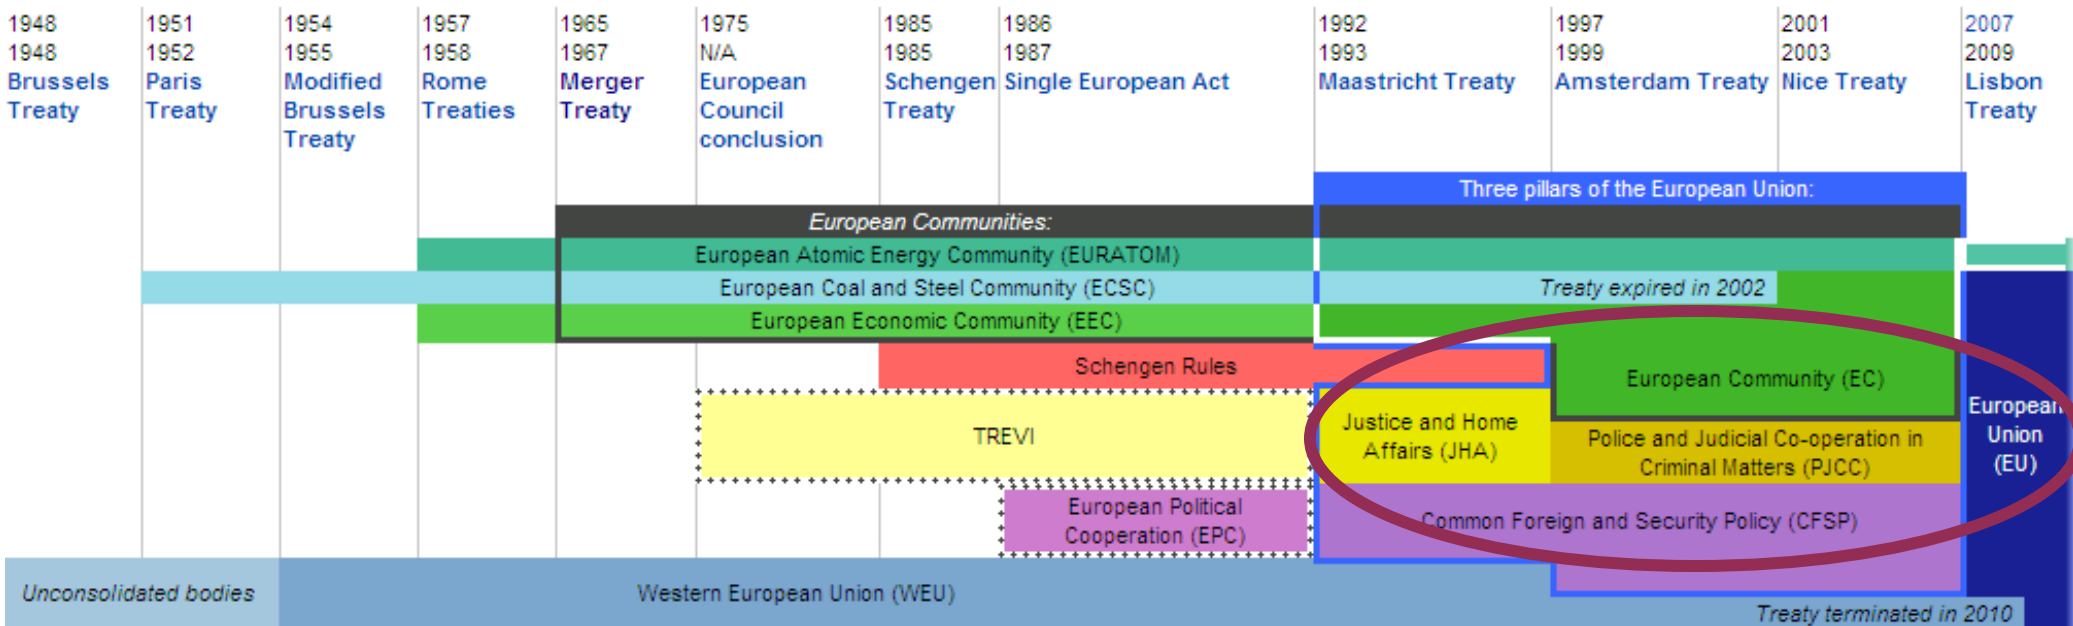 1948
1948
Brussels
Treaty
1951
1952
Paris
Treaty
1954
1955
Modified
Brussels
Treaty
1957
1958
Rome
Treaties
1965
1967
Merger
Treaty
1975
N/A
European
Council
conclusion
1985
1985
Schengen
Treaty
1986
1987
Single European Act
1992
1993
Maastricht Treaty
1997
1999
Amsterdam Treaty
2001
2003
Nice Treaty
2007
2009
Lisbon
Treaty
Three pillars of the European Union:
European Communities:
European Atomic Energy Community (EURATOM)
European Coal and Steel Community (ECSC)
Treaty expired in 2002
European Economic Community (EEC)
Schengen Rules
European Community (EC)
TREVI
Justice and Home
Affairs (JHA)
Police and Judicial Co-operation in
Criminal Matters (PJCC)
European
Union
(EU)
European Political
Cooperation (EPC)
Common Foreign and Security Policy (CFSP)
Unconsolidated bodies
Western European Union (WEU)
Treaty terminated in 2010